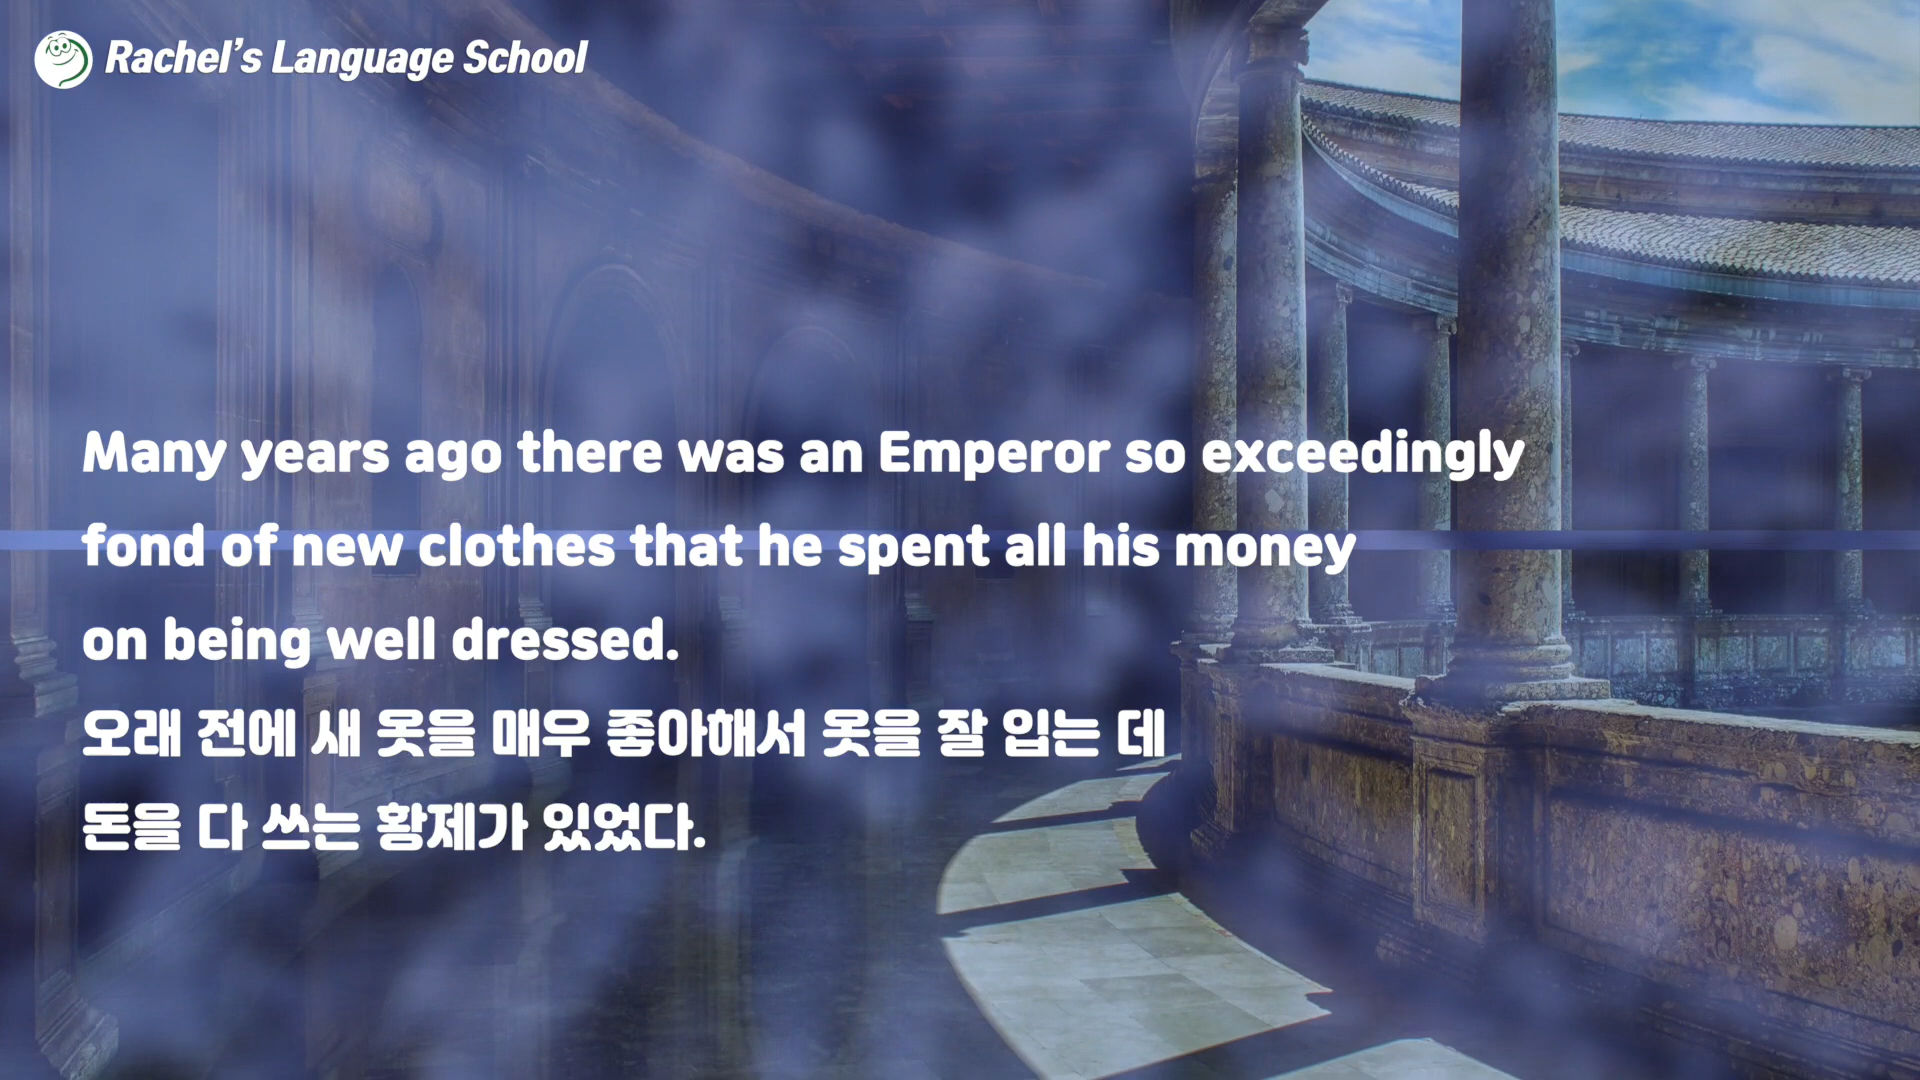 Rachel's Language School
Many years ago there was an Emperor so exceedingly
fond of new clothes that he spent all his money
on being well dressed.
오래 전에 새 옷을 매우 좋아해서 옷을 잘 입는 데
돈을 다 쓰는 황제가 있었다.